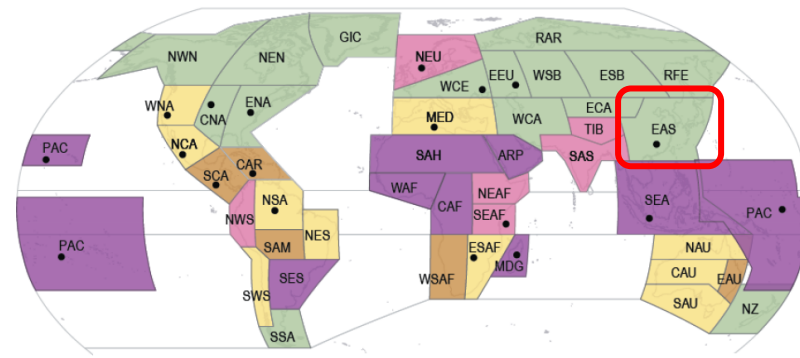 GIC
RAR
NWN
NEN
NEU
EEU
WSB
ESB
RFE
WCE
WNA
CNA
ENA
MED
WCA
ECA
EAS
TIB
PAC
NCA
SCA
CAR
SAH
ARP
SAS
WAF
CAF
NEAF
SEAF
SEA
PAC
NWS
NSA
NES
PAC
SAM
SES
SWS
SSA
WSAF
ESAF
MDG
NAU
CAU
EAU
SAU
NZ